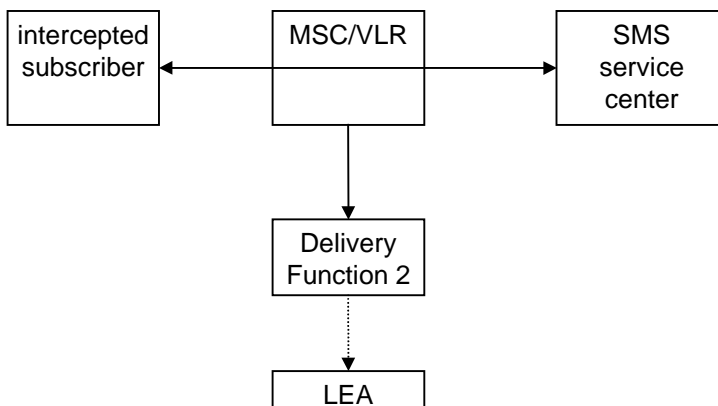 intercepted
subscriber
MSC/VLR
SMS
service
center
Delivery
Function 2
LEA